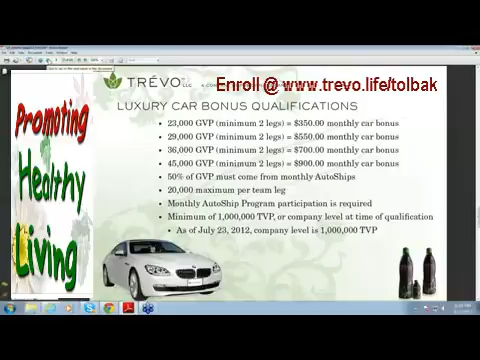 TRÉVO LLC
Enroll @ www.trevo.life/tolbak
LUXURY CAR BONUS QUALIFICATIONS
• 23,000 GVP (minimum 2 legs) = $350.00 monthly car bonus
• 29,000 GVP (minimum 2 legs) = $550.00 monthly car bonus
• 36,000 GVP (minimum 2 legs) = $700.00 monthly car bonus
• 45,000 GVP (minimum 2 legs) = $900.00 monthly car bonus
• 50% of GVP must come from monthly AutoShips
• 20,000 maximum per team leg
• Monthly AutoShip Program participation is required
• Minimum of 1,000,000 TVP, or company level at time of qualification
• As of July 23, 2012, company level is 1,000,000 TVP
Promoting
Healthy
Living